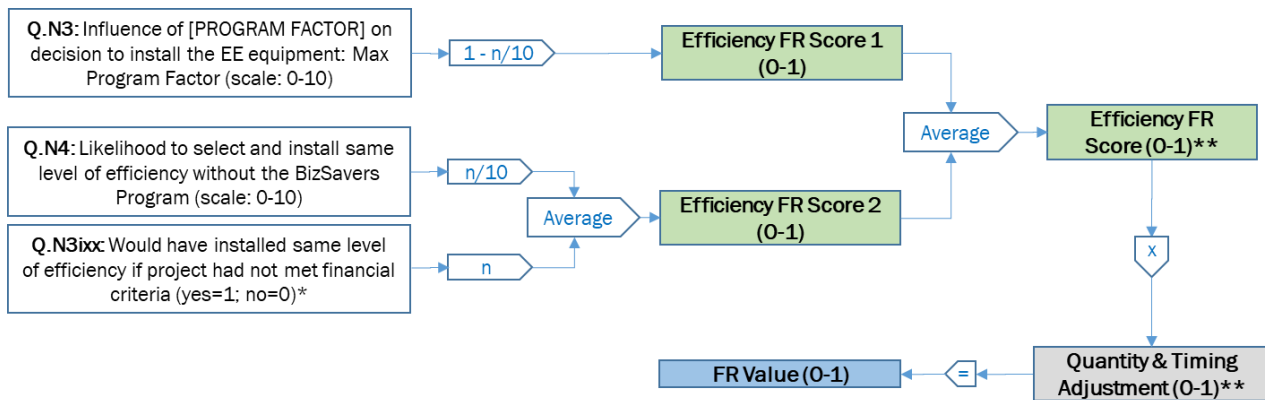 Q.N3: Influence of [PROGRAM FACTOR] on
decision to install the EE equipment: Max
Program Factor (scale: 0-10)
1 - n/10
Efficiency FR Score 1
(0-1)
Q.N4: Likelihood to select and install same
level of efficiency without the BizSavers
Program (scale: 0-10)
n/10
Q.N3ixx: Would have installed same level
of efficiency if project had not met financial
criteria (yes=1; no=0)*
n
Average
Efficiency FR Score 2
(0-1)
Average
Efficiency FR
Score (0-1)**
x
Quantity & Timing
Adjustment (0-1)**
=
FR Value (0-1)